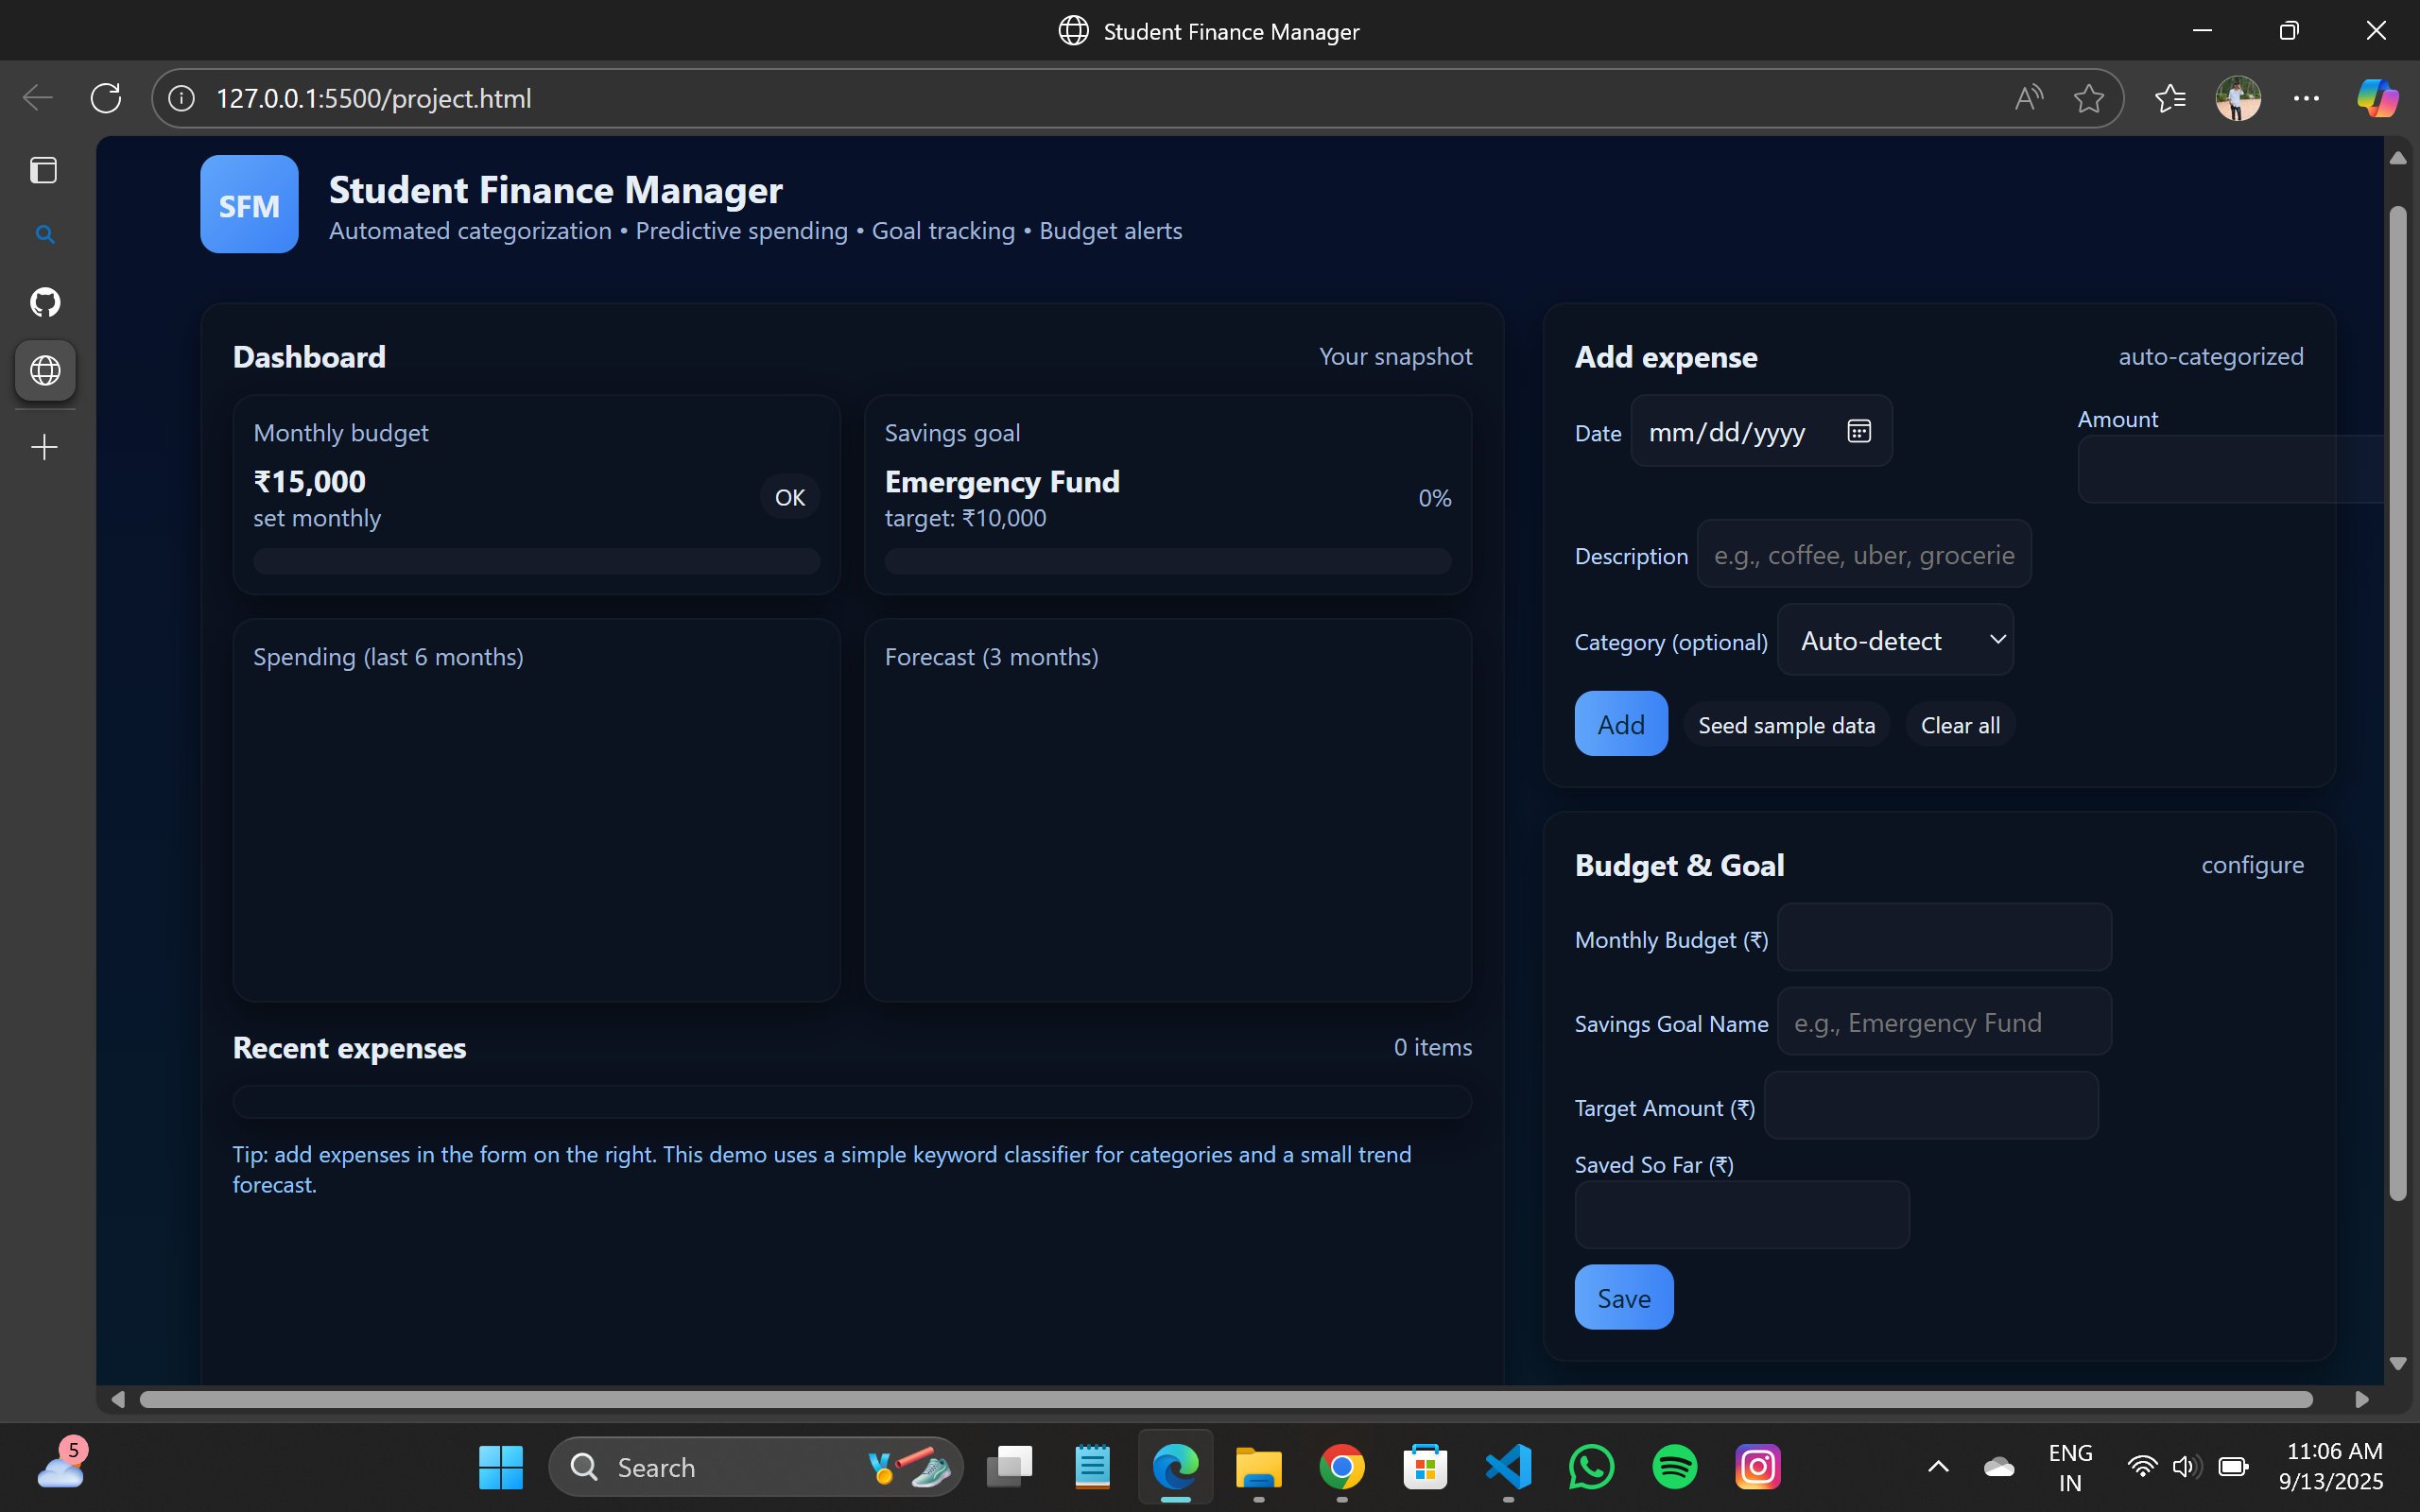 Student Finance Manager
127.0.0.1:5500/project.html
SFM
Student Finance Manager
Automated categorization • Predictive spending • Goal tracking • Budget alerts
Dashboard
Your snapshot
Monthly budget
₹15,000
set monthly
OK
Savings goal
Emergency Fund
target: ₹10,000
0%
Spending (last 6 months)
Forecast (3 months)
Recent expenses
0 items
Tip: add expenses in the form on the right. This demo uses a simple keyword classifier for categories and a small trend
forecast.
Add expense
auto-categorized
Date
mm/dd/yyyy
Amount
Description
e.g., coffee, uber, grocerie
Category (optional)
Auto-detect
Add
Seed sample data
Clear all
Budget & Goal
configure
Monthly Budget (₹)
Savings Goal Name
e.g., Emergency Fund
Target Amount (₹)
Saved So Far (₹)
Save
5
Search
ENG
IN
11:06 AM
9/13/2025